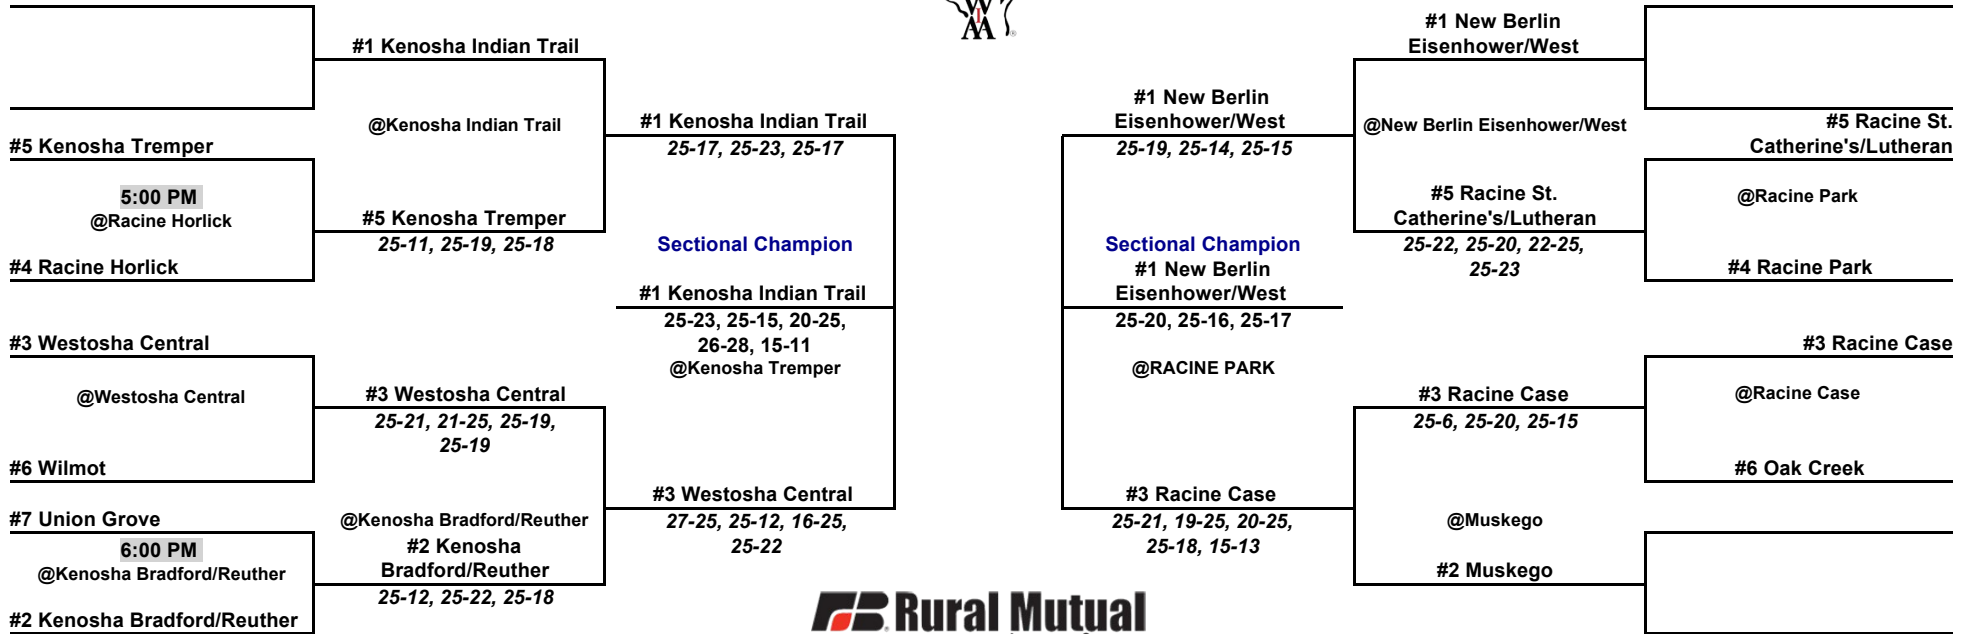 #1 Kenosha Indian Trail
@Kenosha Indian Trail
#5 Kenosha Tremper
5:00 PM
@Racine Horlick
#5 Kenosha Tremper
25-11, 25-19, 25-18
#4 Racine Horlick
#1 Kenosha Indian Trail
25-17, 25-23, 25-17
Sectional Champion
#1 Kenosha Indian Trail
25-23, 25-15, 20-25,
26-28, 15-11
@Kenosha Tremper
#3 Westosha Central
@Westosha Central
#3 Westosha Central
25-21, 21-25, 25-19,
25-19
#6 Wilmot
#7 Union Grove
6:00 PM
@Kenosha Bradford/Reuther
#2 Kenosha Bradford/Reuther
@Kenosha Bradford/Reuther
#2 Kenosha
Bradford/Reuther
25-12, 25-22, 25-18
#3 Westosha Central
27-25, 25-12, 16-25,
25-22
W
I
AA
#1 New Berlin
Eisenhower/West
25-19, 25-14, 25-15
Sectional Champion
#1 New Berlin
Eisenhower/West
25-20, 25-16, 25-17
@RACINE PARK
#3 Racine Case
25-21, 19-25, 20-25,
25-18, 15-13
#1 New Berlin
Eisenhower/West
@New Berlin Eisenhower/West
#5 Racine St.
Catherine's/Lutheran
25-22, 25-20, 22-25,
25-23
#5 Racine St.
Catherine's/Lutheran
@Racine Park
#4 Racine Park
#3 Racine Case
@Racine Case
#3 Racine Case
25-6, 25-20, 25-15
#6 Oak Creek
@Muskego
#2 Muskego
Rural Mutual